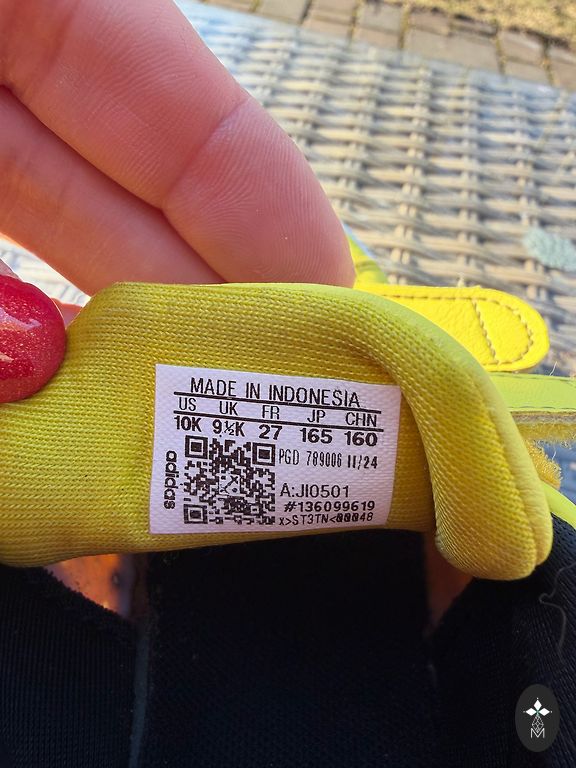 MADE IN INDONESIA
US UK FR JP CHN
10K 9½K 27 165 160
adidas
PGD 789006 11/24
A:JI0501
#136099619
X>ST3TN<00048
M